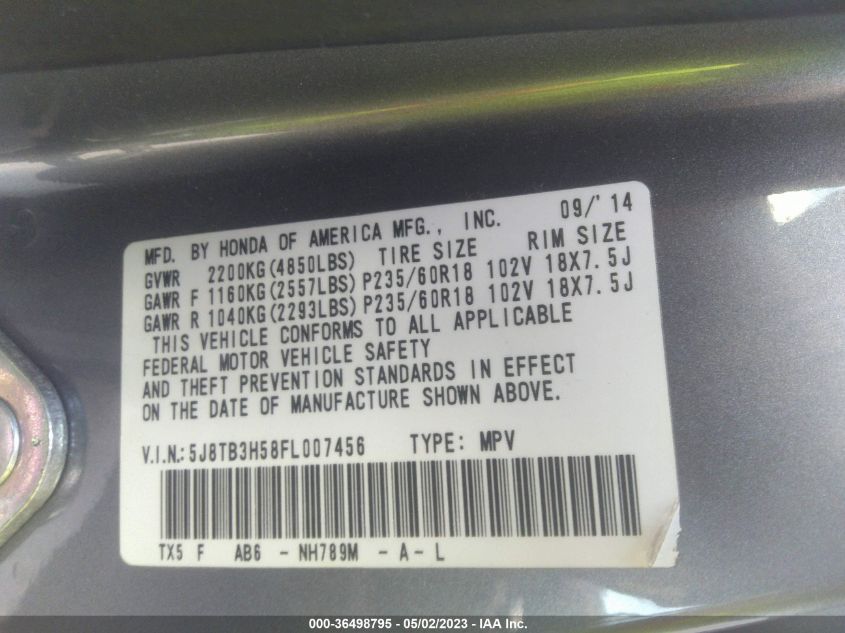 09/'14
MFD. BY HONDA OF AMERICA MFG., INC.
GVWR 2200KG(4850LBS) TIRE SIZE RIM SIZE
GAWR F 1160KG(2557LBS) P235/60R18 102V 18X7.5J
GAWR R 1040KG(2293LBS) P235/60R18 102V 18X7.5J
THIS VEHICLE CONFORMS TO ALL APPLICABLE
FEDERAL MOTOR VEHICLE SAFETY
AND THEFT PREVENTION STANDARDS IN EFFECT
ON THE DATE OF MANUFACTURE SHOWN ABOVE.
V.I.N.: 5J8TB3H58FL007456 TYPE: MPV
TX5 F AB6 - NH789M - A - L
000-36498795 - 05/02/2023 - IAA Inc.